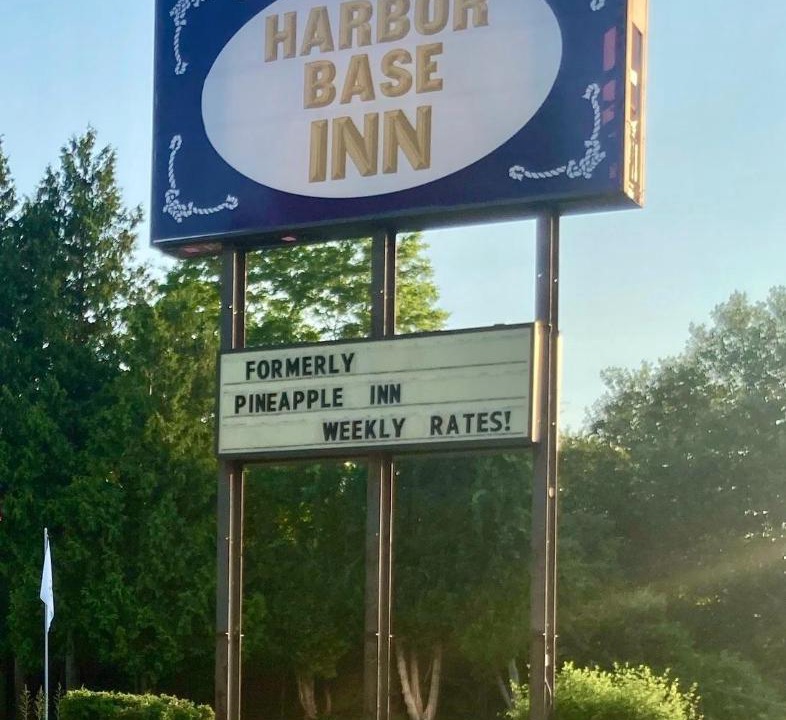 HARBOR
BASE
INN
FORMERLY
PINEAPPLE INN
WEEKLY RATES!